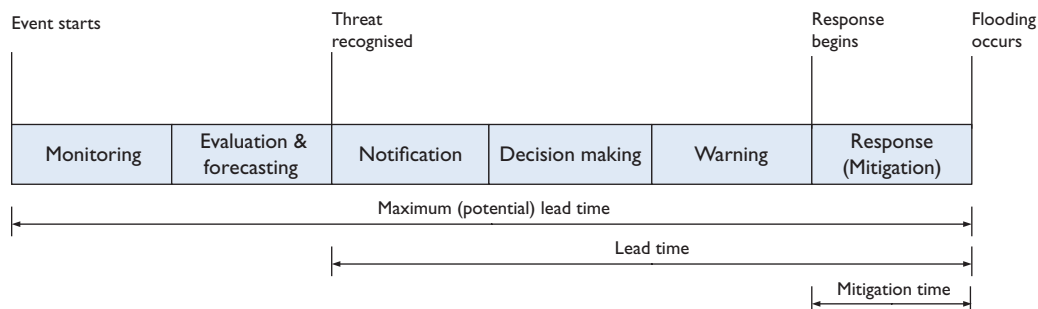 Event starts
Threat
recognised
Response
begins
Flooding
occurs
Monitoring
Evaluation &
forecasting
Notification
Decision making
Warning
Response
(Mitigation)
Maximum (potential) lead time
Lead time
Mitigation time